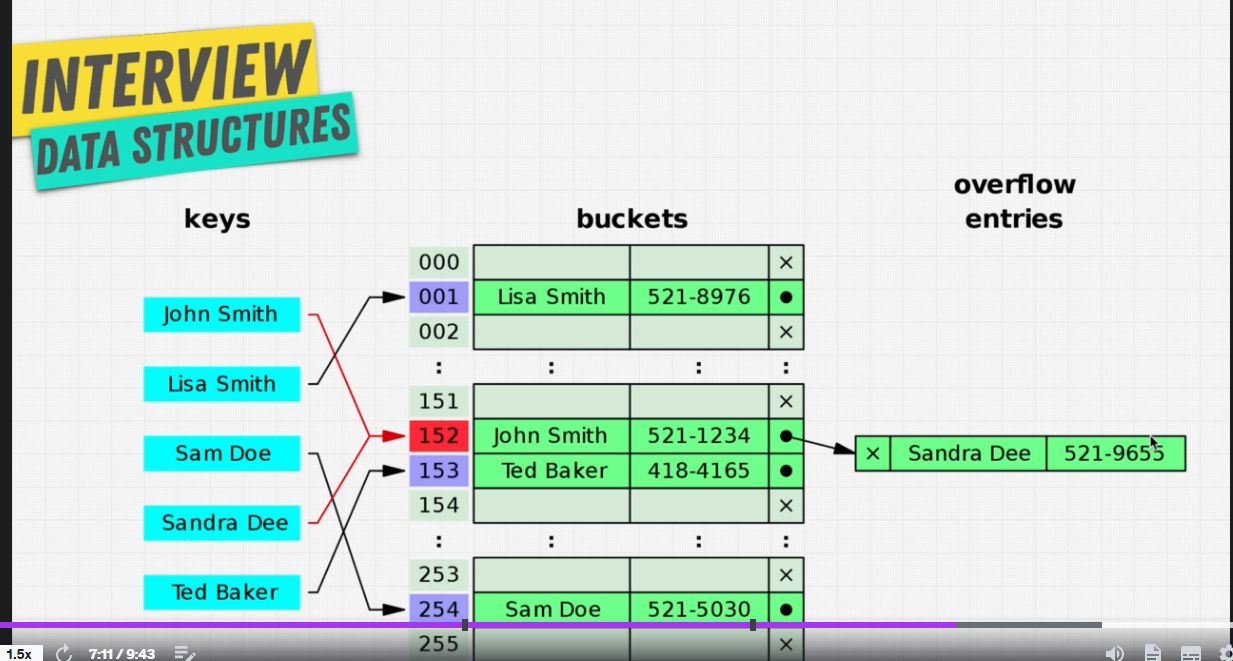 INTERVIEW
DATA STRUCTURES
overflow
entries
keys
buckets
000 ×
001 Lisa Smith 521-8976 ●
002 ×
: : : :
151 ×
152 John Smith 521-1234 ●
153 Ted Baker 418-4165 ●
154 ×
: : : :
253 ×
254 Sam Doe 521-5030 ●
255 ×
John Smith
Lisa Smith
Sam Doe
Sandra Dee
Ted Baker
× Sandra Dee 521-9655
1.5x 7:11 / 9:43